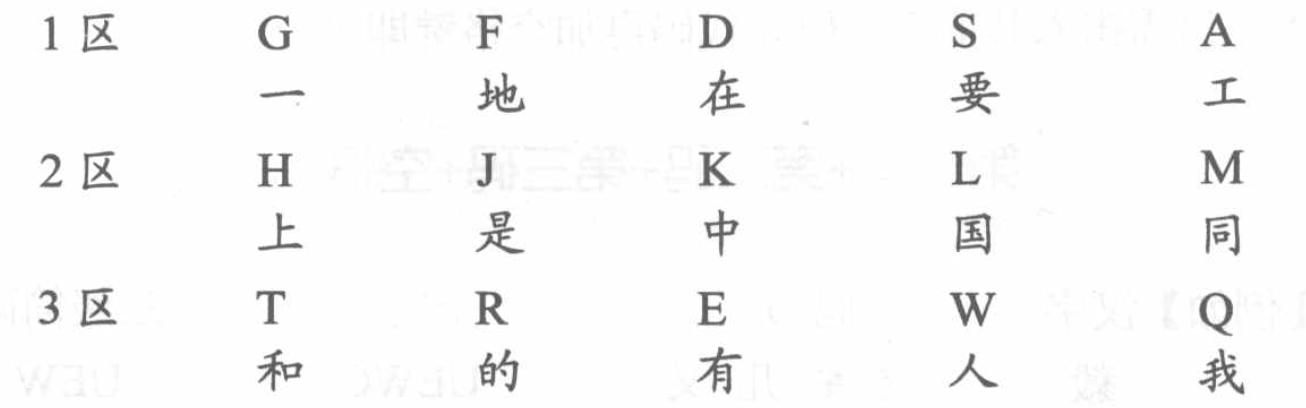 1区 G F D S A
一 地 在 要 工
2区 H J K L M
上 是 中 国 同
3区 T R E W Q
和 的 有 人 我